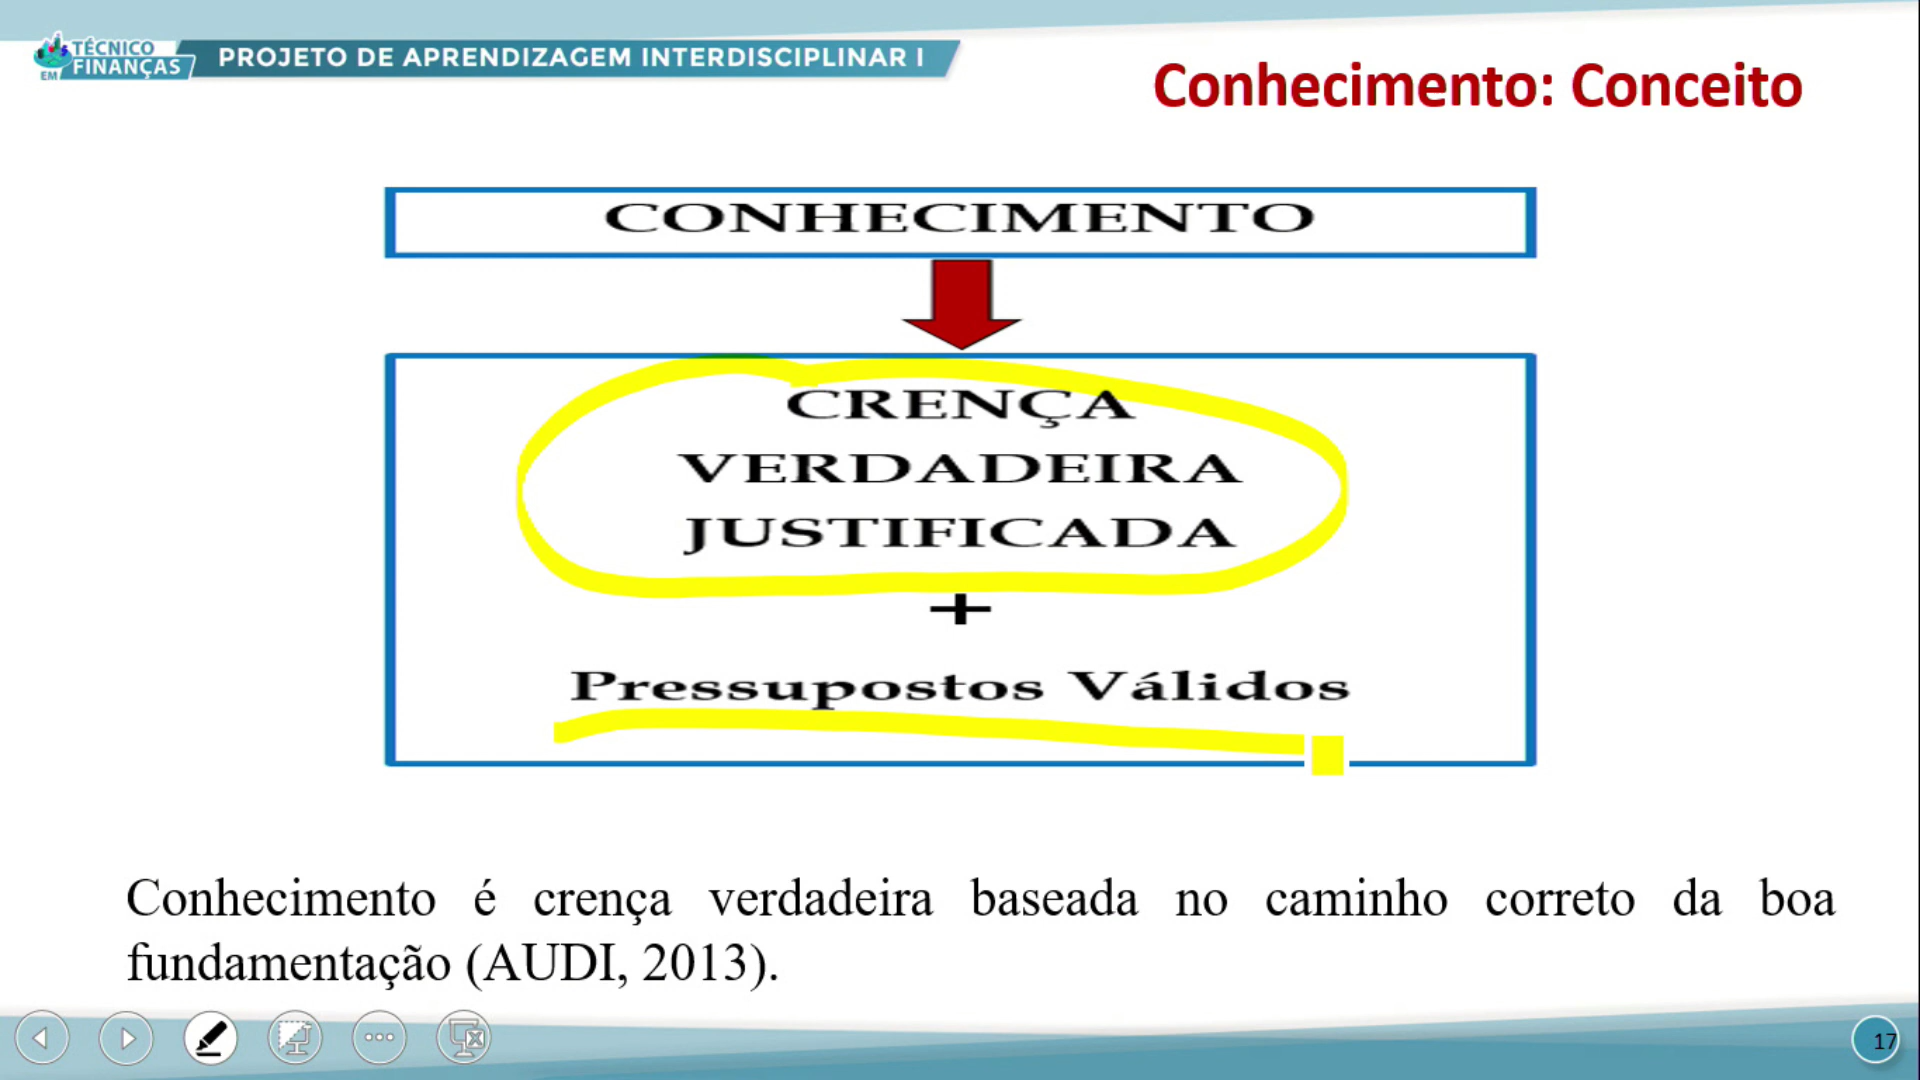 TÉCNICO
EM FINANÇAS
PROJETO DE APRENDIZAGEM INTERDISCIPLINAR I
Conhecimento: Conceito
CONHECIMENTO
CRENÇA
VERDADEIRA
JUSTIFICADA
+
Pressupostos Válidos
Conhecimento é crença verdadeira baseada no caminho correto da boa
fundamentação (AUDI, 2013).
17